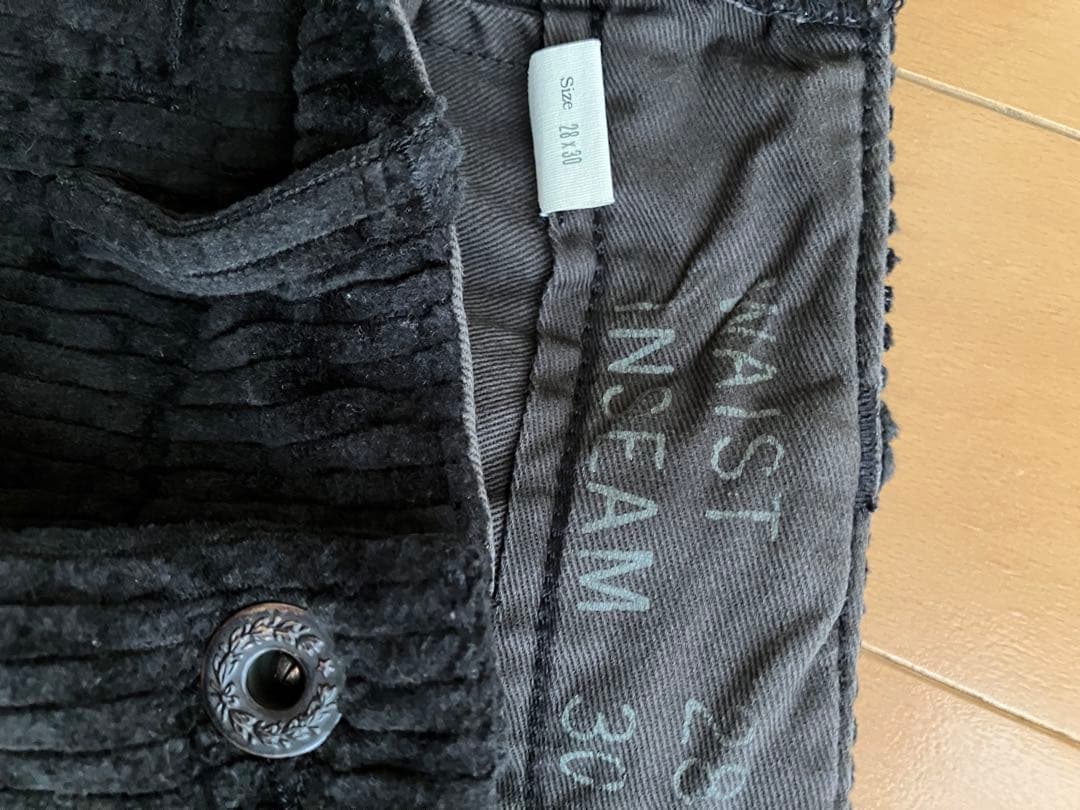 Size 28 x 30
WAIST 28
INSEAM 30